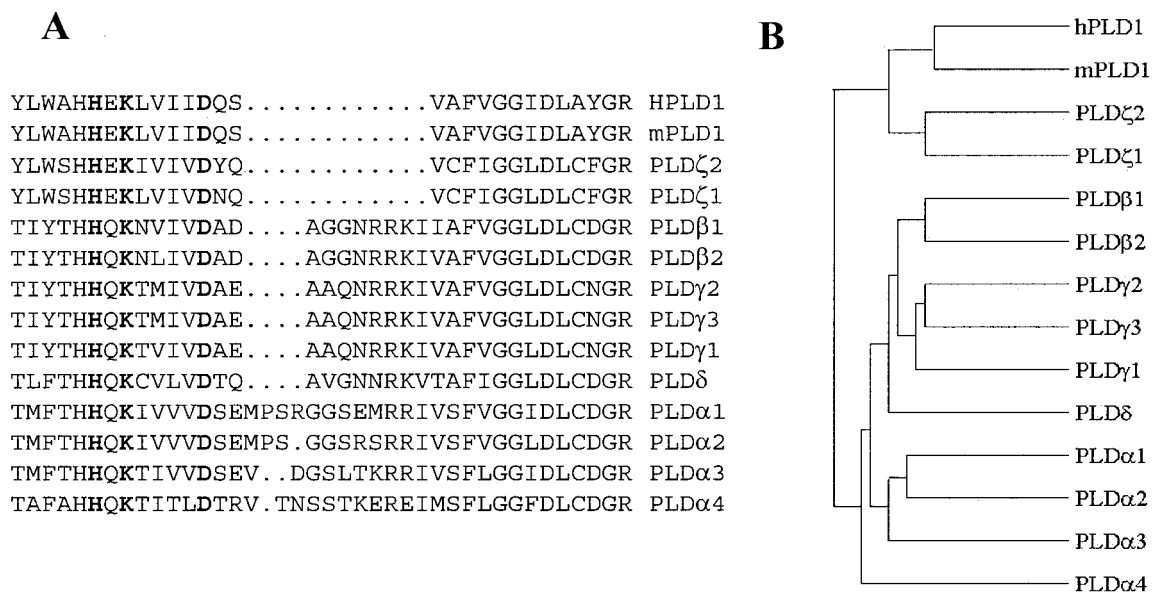 A
YLWAHHEKLVIIDQS............VAFVGGIDLAYGR HPLD1
YLWAHHEKLVIIDQS............VAFVGGIDLAYGR mPLD1
YLWSHHEKIVIVDYQ............VCFIGGLDLCFGR PLDζ2
YLWSHHEKLVIVDNQ............VCFIGGLDLCFGR PLDζ1
TIYTHHQKNVIVDAD....AGGNRRKIIAFVGGLDLCDGR PLDβ1
TIYTHHQKNLIVDAD....AGGNRRKIVAFVGGLDLCDGR PLDβ2
TIYTHHQKTMIVDAE....AAQNRRKIVAFVGGLDLCNGR PLDγ2
TIYTHHQKTMIVDAE....AAQNRRKIVAFVGGLDLCNGR PLDγ3
TIYTHHQKTVIVDAE....AAQNRRKIVAFVGGLDLCNGR PLDγ1
TLFTHHQKCVLVDTQ....AVGNNRKVTAFIGGLDLCDGR PLDδ
TMFTHHQKIVVVDSEMPSRGGSEMRRIVSFVGGIDLCDGR PLDα1
TMFTHHQKIVVVDSEMPS.GGSRSRRIVSFVGGLDLCDGR PLDα2
TMFTHHQKTIVVDSEV..DGSLTKRRIVSFLGGIDLCDGR PLDα3
TAFAHHQKTITLDTRV.TNSSTKEREIMSFLGGFDLCDGR PLDα4
B
hPLD1
mPLD1
PLDζ2
PLDζ1
PLDβ1
PLDβ2
PLDγ2
PLDγ3
PLDγ1
PLDδ
PLDα1
PLDα2
PLDα3
PLDα4